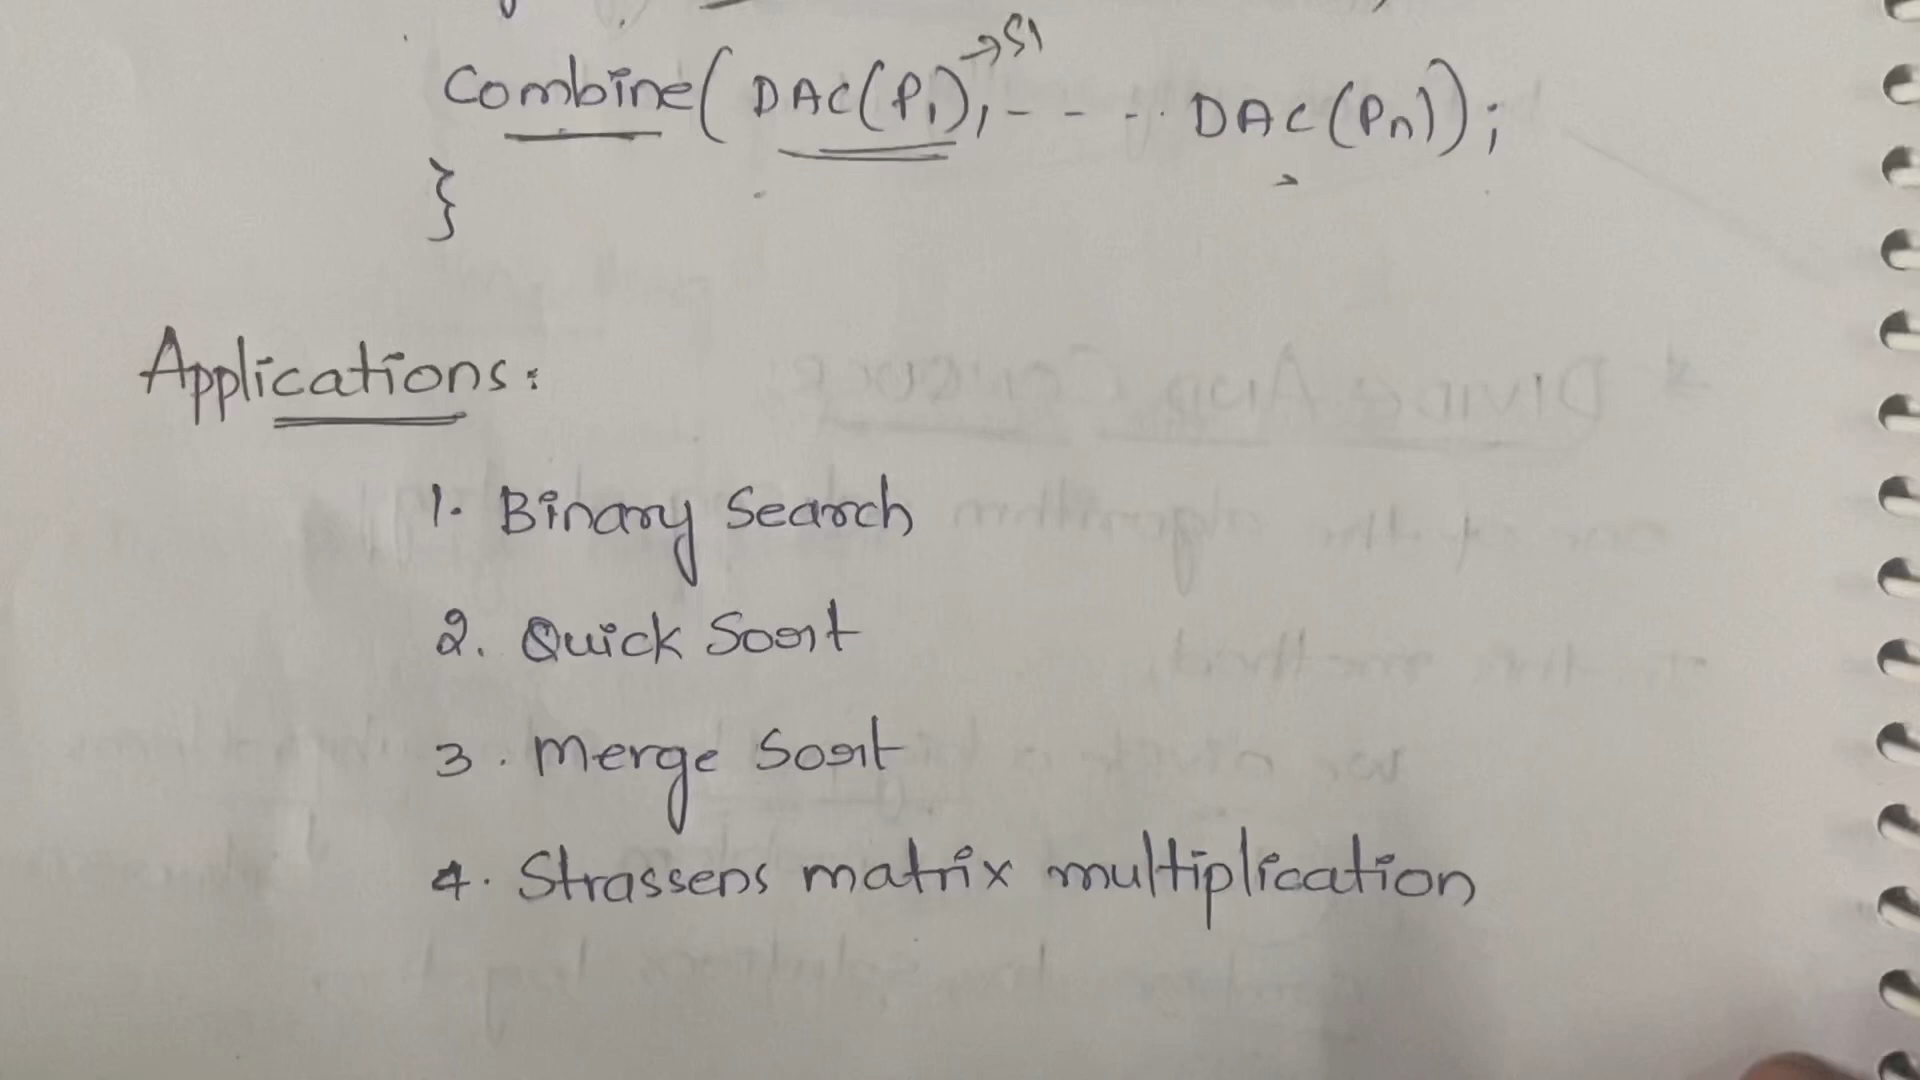 →S1
Combine( DAC(P1), - - -.. DAC(Pn));
}
Applications:
1. Binary Search
2. Quick Sort
3. Merge Sort
4. Strassens matrix multiplication